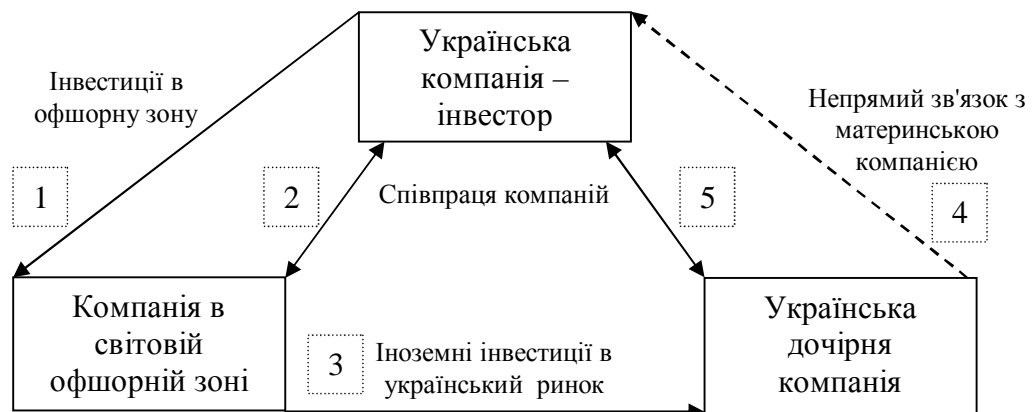 Українська
компанія –
інвестор
Інвестиції в
офшорну зону
Непрямий зв'язок з
материнською
компанією
1
2
Співпраця компаній
5
4
Компанія в
світовій
офшорній зоні
3
Іноземні інвестиції в
український ринок
Українська
дочірня
компанія